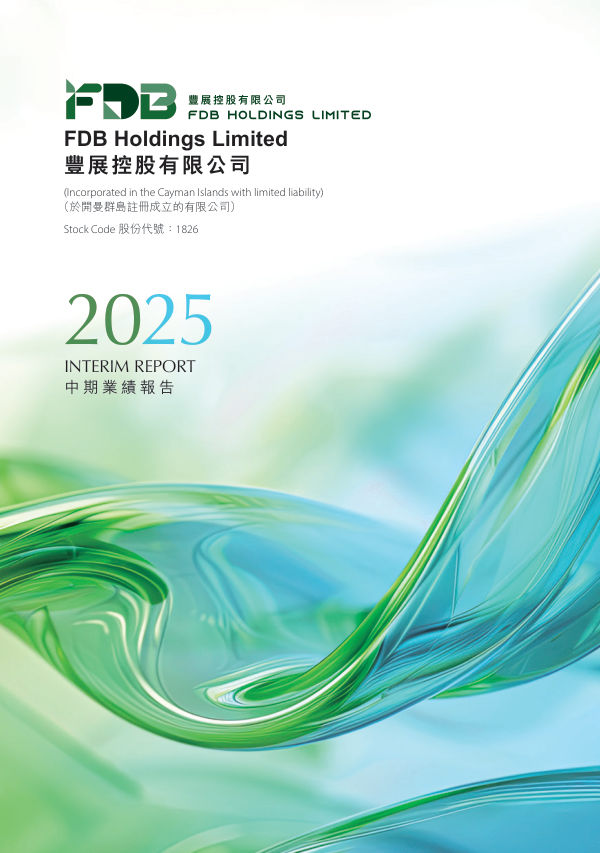 FDB
豐展控股有限公司
FDB HOLDINGS LIMITED
FDB Holdings Limited
豐展控股有限公司
(Incorporated in the Cayman Islands with limited liability)
（於開曼群島註冊成立的有限公司）
Stock Code 股份代號：1826
2025
INTERIM REPORT
中期業績報告